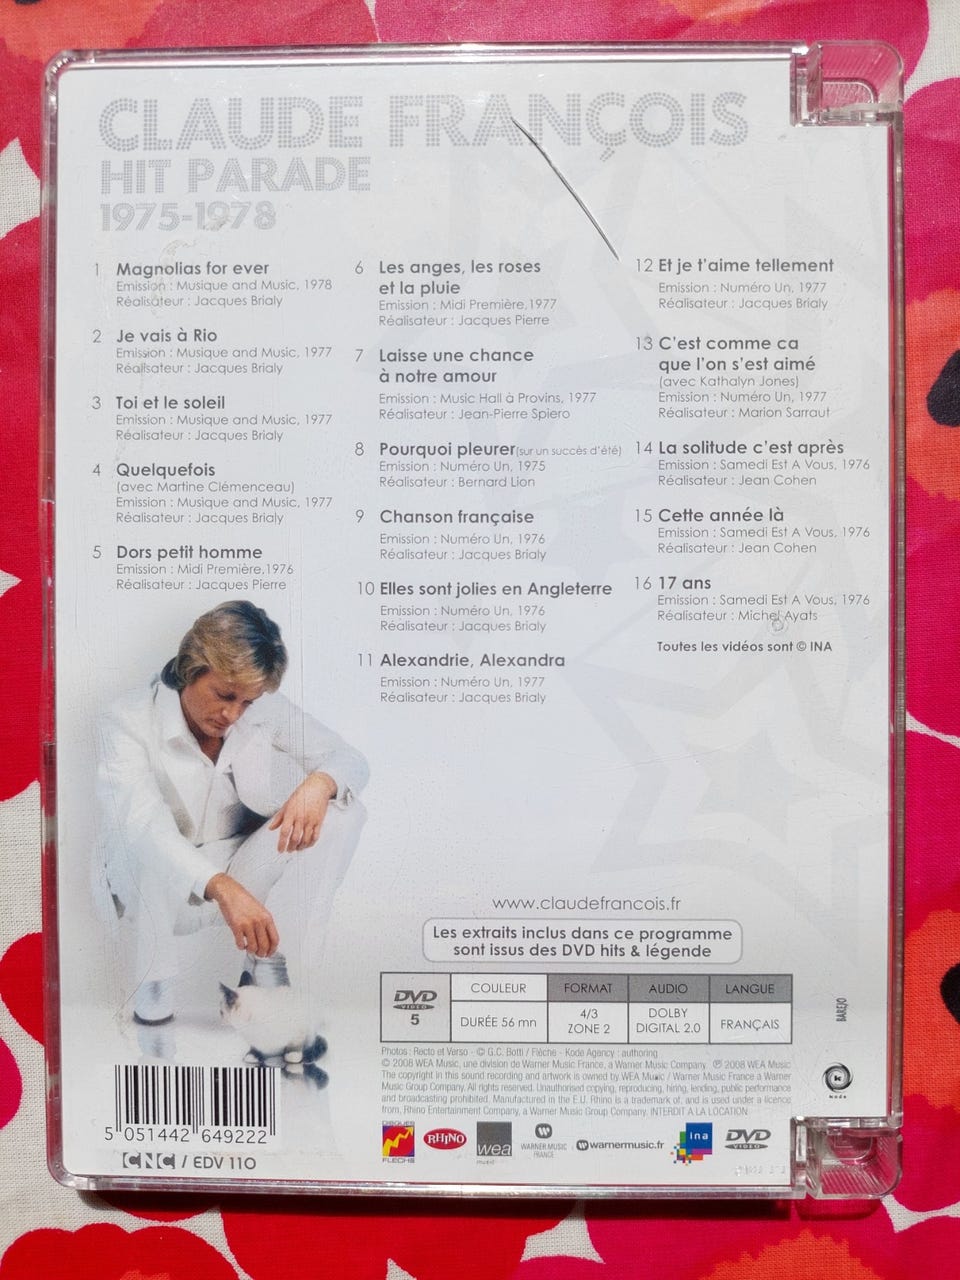 CLAUDE FRANÇOIS
HIT PARADE
1975-1978
1 Magnolias for ever
Emission : Musique and Music, 1978
Réalisateur : Jacques Brialy
2 Je vais à Rio
Emission : Musique and Music, 1977
Réalisateur : Jacques Brialy
3 Toi et le soleil
Emission : Musique and Music, 1977
Réalisateur : Jacques Brialy
4 Quelquefois
(avec Martine Clémenceau)
Emission : Musique and Music, 1977
Réalisateur : Jacques Brialy
5 Dors petit homme
Emission : Midi Première,1976
Réalisateur : Jacques Pierre
6 Les anges, les roses
et la pluie
Emission : Midi Première,1977
Réalisateur : Jacques Pierre
7 Laisse une chance
à notre amour
Emission : Music Hall à Provins, 1977
Réalisateur : Jean-Pierre Spiero
8 Pourquoi pleurer(sur un succès d'été)
Emission : Numéro Un, 1975
Réalisateur : Bernard Lion
9 Chanson française
Emission : Numéro Un, 1976
Réalisateur : Jacques Brialy
10 Elles sont jolies en Angleterre
Emission : Numéro Un, 1976
Réalisateur : Jacques Brialy
11 Alexandrie, Alexandra
Emission : Numéro Un, 1977
Réalisateur : Jacques Brialy
12 Et je t'aime tellement
Emission : Numéro Un, 1977
Réalisateur : Jacques Brialy
13 C'est comme ca
que l'on s'est aimé
(avec Kathalyn Jones)
Emission : Numéro Un, 1977
Réalisateur : Marion Sarraut
14 La solitude c'est après
Emission : Samedi Est A Vous, 1976
Réalisateur : Jean Cohen
15 Cette année là
Emission : Samedi Est A Vous, 1976
Réalisateur : Jean Cohen
16 17 ans
Emission : Samedi Est A Vous, 1976
Réalisateur : Michel Ayats
Toutes les vidéos sont © INA
www.claudefrancois.fr
Les extraits inclus dans ce programme
sont issus des DVD hits & légende
DVD VIDEO 5
COULEUR FORMAT AUDIO LANGUE
DURÉE 56 mn 4/3 ZONE 2 DOLBY DIGITAL 2.0 FRANÇAIS
BAREJO
Photos : Recto et Verso - © G.C. Botti / Flèche - Kode Agency : authoring
© 2008 WEA Music, une division de Warner Music France, a Warner Music Company ℗ 2008 WEA Music
The copyright in this sound recording and artwork is owned by WEA Music / Warner Music France a Warner
Music Group Company. All rights reserved. Unauthorised copying, reproducing, hiring, lending, public performance
and broadcasting prohibited. Manufactured in the E.U. Rhino is a trademark of, and is used under a licence
from, Rhino Entertainment Company, a Warner Music Group Company. INTERDIT A LA LOCATION.
k
kode
5 051442 649222
CNC / EDV 110
DISQUES
FLECHE
RHINO
wea
music
WARNER MUSIC
FRANCE
warnermusic.fr
ina
DVD
VIDEO